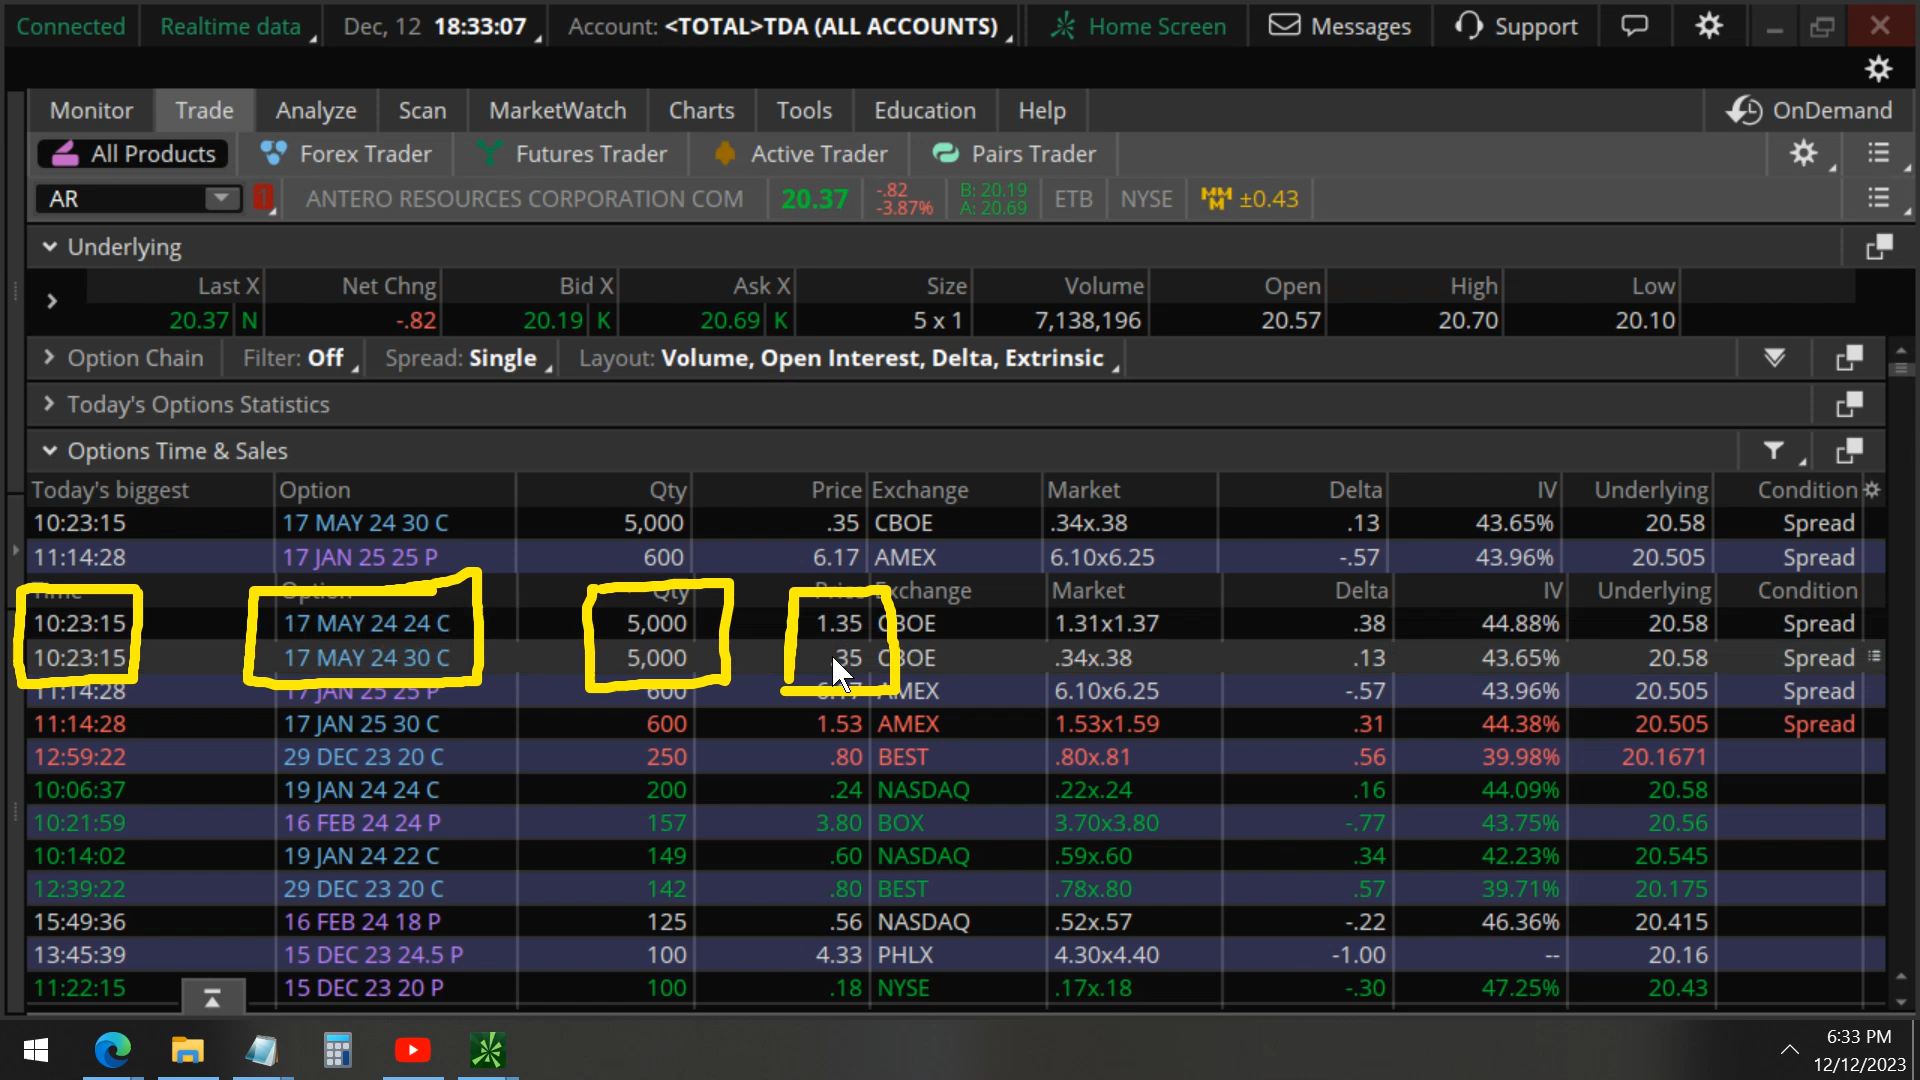 Connected Realtime data Dec, 12 18:33:07 Account: <TOTAL>TDA (ALL ACCOUNTS) Home Screen Messages Support
Monitor Trade Analyze Scan MarketWatch Charts Tools Education Help OnDemand
All Products Forex Trader Futures Trader Active Trader Pairs Trader
AR 1 ANTERO RESOURCES CORPORATION COM 20.37 -.82 -3.87% B: 20.19 A: 20.69 ETB NYSE ±0.43
Underlying
Last X Net Chng Bid X Ask X Size Volume Open High Low
20.37 N -.82 20.19 K 20.69 K 5 x 1 7,138,196 20.57 20.70 20.10
Option Chain Filter: Off Spread: Single Layout: Volume, Open Interest, Delta, Extrinsic
Today's Options Statistics
Options Time & Sales
Today's biggest Option Qty Price Exchange Market Delta IV Underlying Condition
10:23:15 17 MAY 24 30 C 5,000 .35 CBOE .34x.38 .13 43.65% 20.58 Spread
11:14:28 17 JAN 25 25 P 600 6.17 AMEX 6.10x6.25 -.57 43.96% 20.505 Spread
Time Option Qty Price Exchange Market Delta IV Underlying Condition
10:23:15 17 MAY 24 24 C 5,000 1.35 CBOE 1.31x1.37 .38 44.88% 20.58 Spread
10:23:15 17 MAY 24 30 C 5,000 .35 CBOE .34x.38 .13 43.65% 20.58 Spread
11:14:28 17 JAN 25 25 P 600 6.17 AMEX 6.10x6.25 -.57 43.96% 20.505 Spread
11:14:28 17 JAN 25 30 C 600 1.53 AMEX 1.53x1.59 .31 44.38% 20.505 Spread
12:59:22 29 DEC 23 20 C 250 .80 BEST .80x.81 .56 39.98% 20.1671
10:06:37 19 JAN 24 24 C 200 .24 NASDAQ .22x.24 .16 44.09% 20.58
10:21:59 16 FEB 24 24 P 157 3.80 BOX 3.70x3.80 -.77 43.75% 20.56
10:14:02 19 JAN 24 22 C 149 .60 NASDAQ .59x.60 .34 42.23% 20.545
12:39:22 29 DEC 23 20 C 142 .80 BEST .78x.80 .57 39.71% 20.175
15:49:36 16 FEB 24 18 P 125 .56 NASDAQ .52x.57 -.22 46.36% 20.415
13:45:39 15 DEC 23 24.5 P 100 4.33 PHLX 4.30x4.40 -1.00 -- 20.16
11:22:15 15 DEC 23 20 P 100 .18 NYSE .17x.18 -.30 47.25% 20.43
6:33 PM
12/12/2023